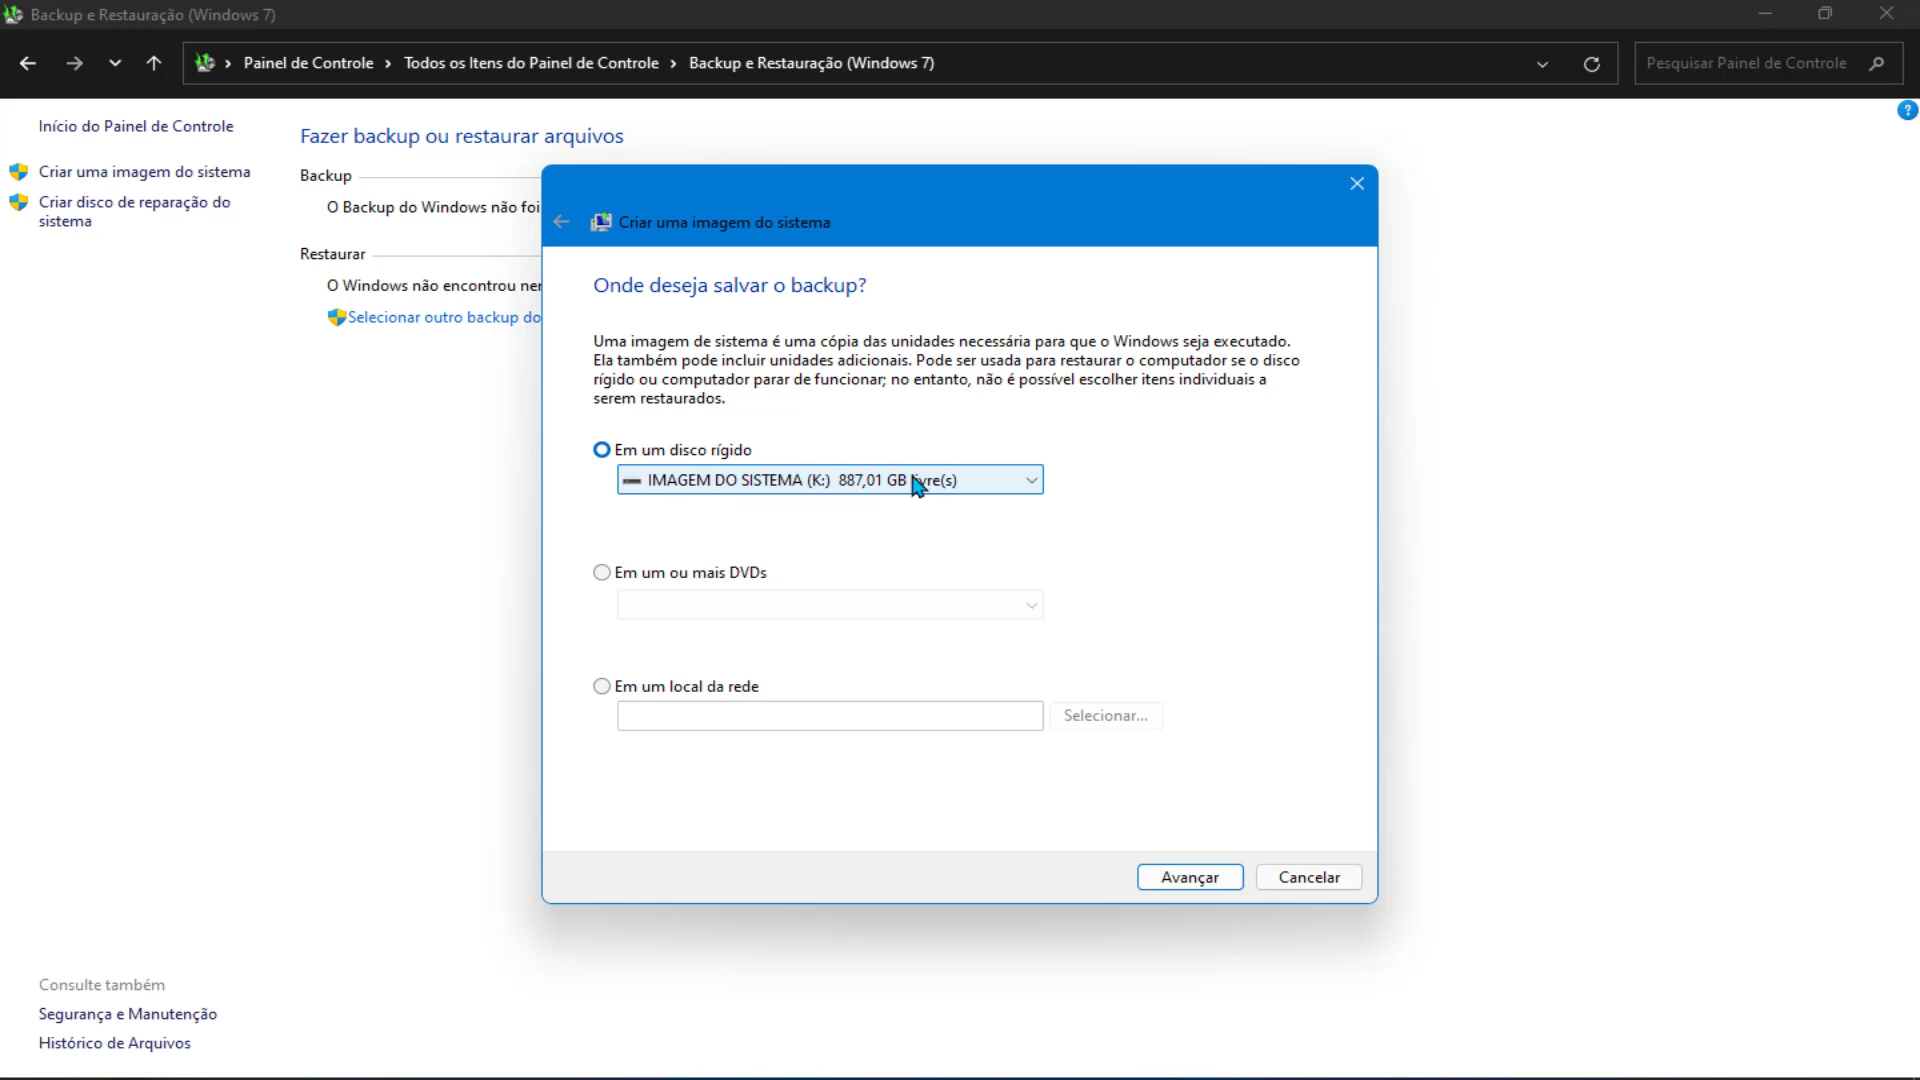 Backup e Restauração (Windows 7)
Painel de Controle › Todos os Itens do Painel de Controle › Backup e Restauração (Windows 7)
Pesquisar Painel de Controle
Início do Painel de Controle
Criar uma imagem do sistema
Criar disco de reparação do
sistema
Fazer backup ou restaurar arquivos
Backup
O Backup do Windows não foi
Restaurar
O Windows não encontrou
Selecionar outro backup do
Criar uma imagem do sistema
Onde deseja salvar o backup?
Uma imagem de sistema é uma cópia das unidades necessária para que o Windows seja executado.
Ela também pode incluir unidades adicionais. Pode ser usada para restaurar o computador se o disco
rígido ou computador parar de funcionar; no entanto, não é possível escolher itens individuais a
serem restaurados.
Em um disco rígido
IMAGEM DO SISTEMA (K:) 887,01 GB livre(s)
Em um ou mais DVDs
Em um local da rede
Selecionar...
Avançar
Cancelar
Consulte também
Segurança e Manutenção
Histórico de Arquivos